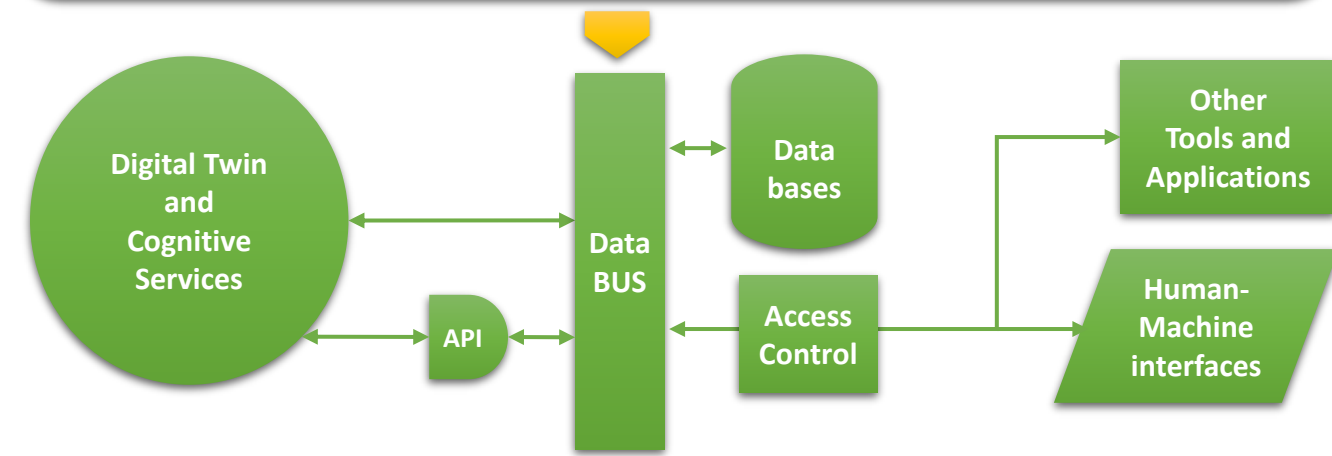 Digital Twin
and
Cognitive
Services
API
Data
BUS
Data
bases
Access
Control
Other
Tools and
Applications
Human-
Machine
interfaces